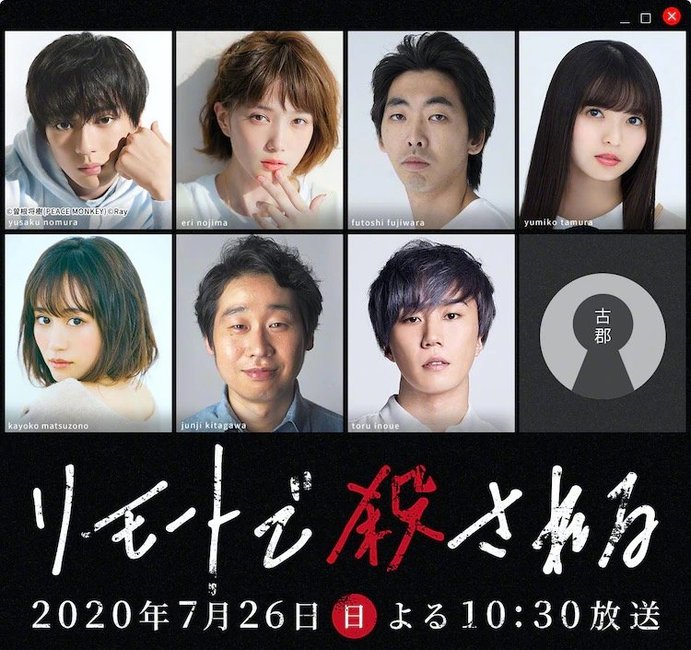 ©曽根将樹(PEACE MONKEY)©Ray
yusaku nomura
eri nojima
futoshi fujiwara
yumiko tamura
古郡
kayoko matsuzono
junji kitagawa
toru inoue
リモートで殺される
2020年7月26日日よる10:30放送